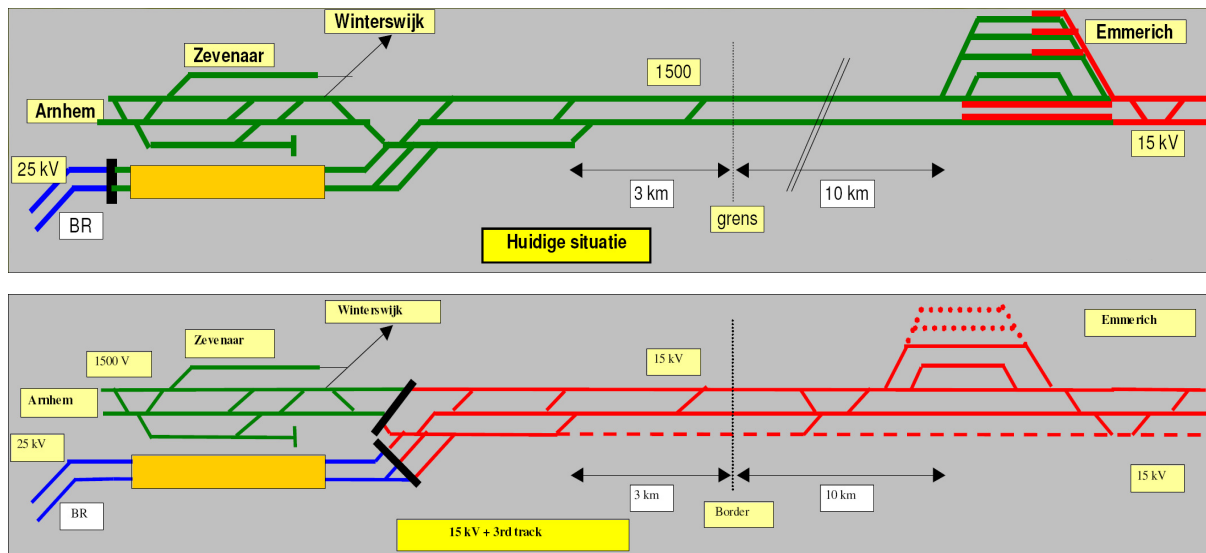 Winterswijk
Zevenaar
Emmerich
1500
Arnhem
15 kV
25 kV
3 km
10 km
BR
grens
Huidige situatie
Winterswijk
Emmerich
Zevenaar
1500 V
15 kV
Arnhem
25 kV
15 kV
3 km
10 km
BR
Border
15 kV + 3rd track